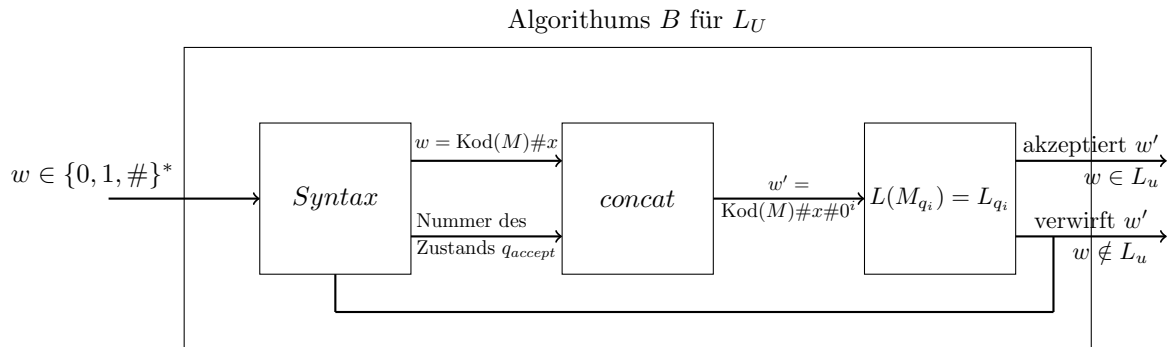 Algorithums B für L_U
w ∈ {0, 1, #}*
Syntax
w = Kod(M)#x
Nummer des
Zustands q_accept
concat
w′ =
Kod(M)#x#0^i
L(M_{q_i}) = L_{q_i}
akzeptiert w′
w ∈ L_u
verwirft w′
w ∉ L_u